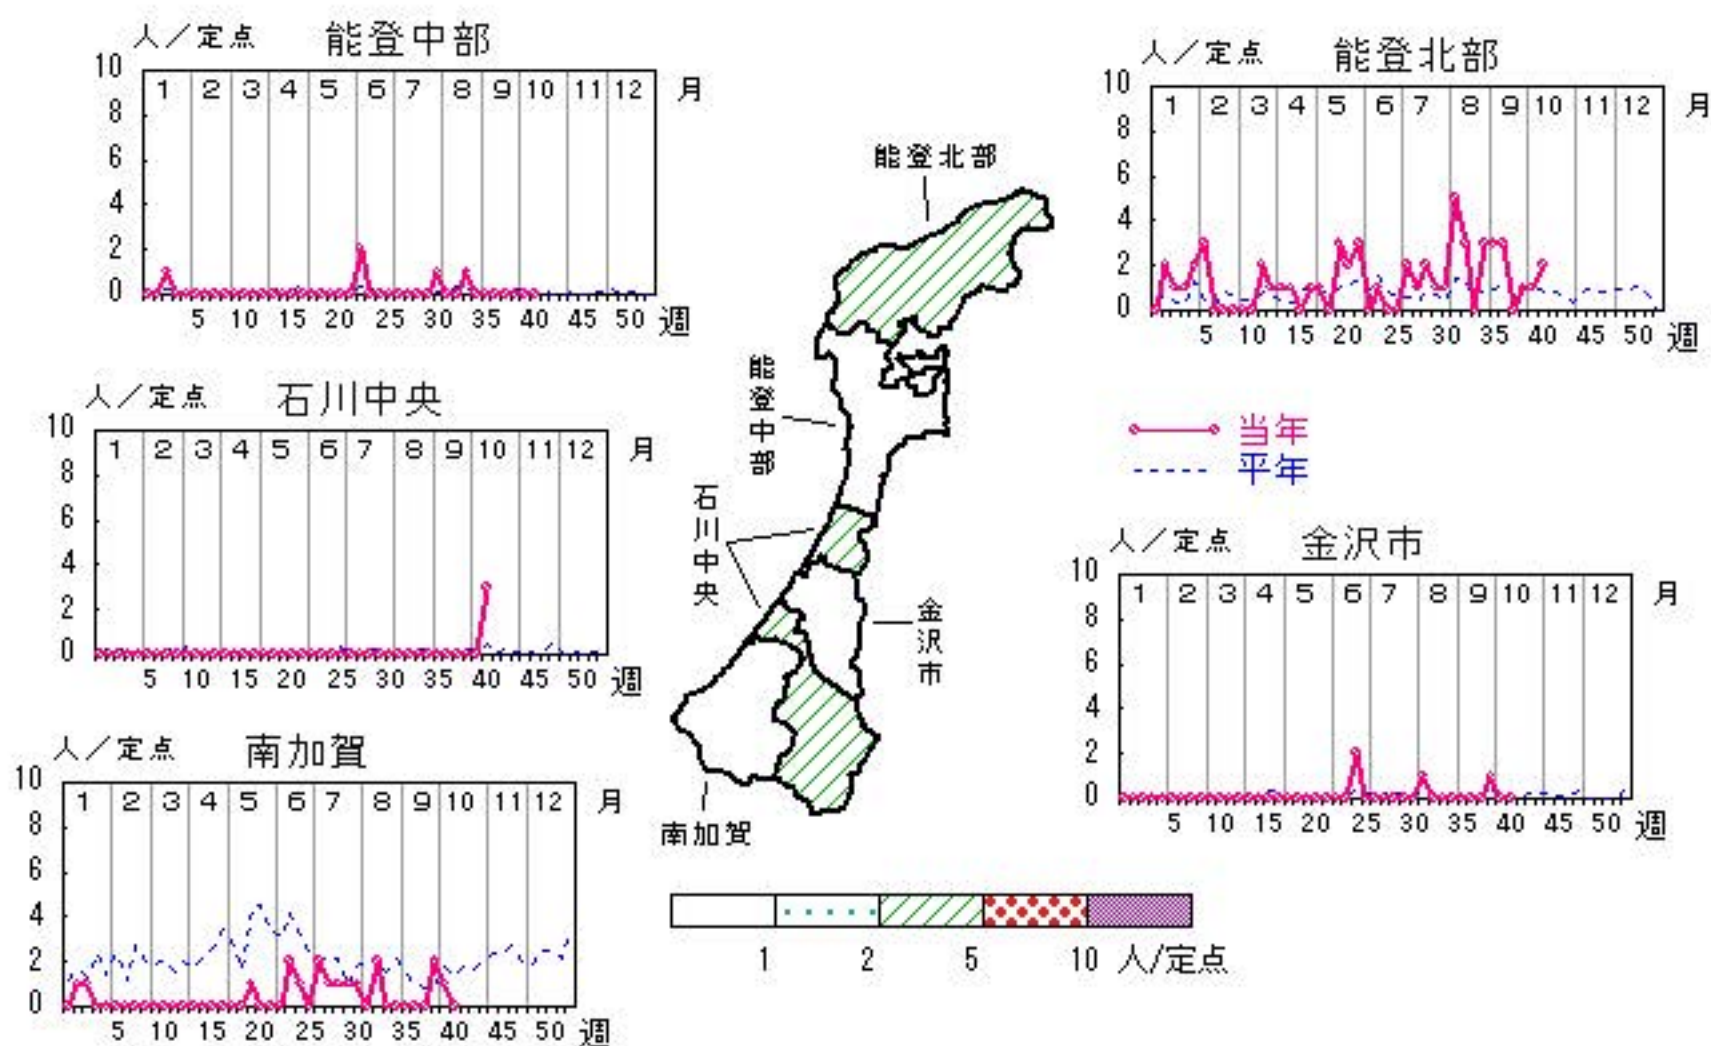 人／定点 能登中部
10 8 6 4 2 0
1 2 3 4 5 6 7 8 9 10 11 12 月
5 10 15 20 25 30 35 40 45 50 週
人／定点 能登北部
10 8 6 4 2 0
1 2 3 4 5 6 7 8 9 10 11 12 月
5 10 15 20 25 30 35 40 45 50 週
人／定点 石川中央
10 8 6 4 2 0
1 2 3 4 5 6 7 8 9 10 11 12 月
5 10 15 20 25 30 35 40 45 50 週
能登北部
能登中部
石川中央
金沢市
南加賀
当年
平年
人／定点 金沢市
10 8 6 4 2 0
1 2 3 4 5 6 7 8 9 10 11 12 月
5 10 15 20 25 30 35 40 45 50 週
人／定点 南加賀
10 8 6 4 2 0
1 2 3 4 5 6 7 8 9 10 11 12 月
5 10 15 20 25 30 35 40 45 50 週
1 2 5 10 人/定点